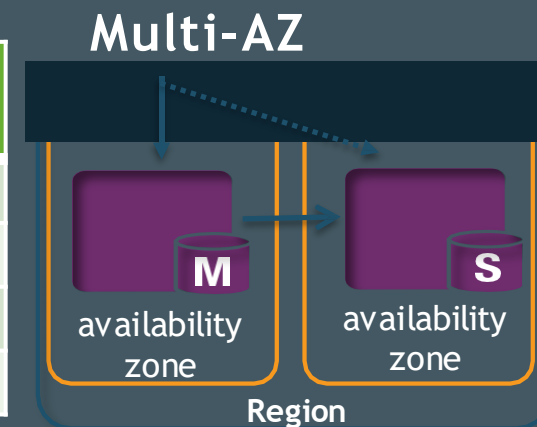 Multi-AZ
M
S
availability
zone
availability
zone
Region